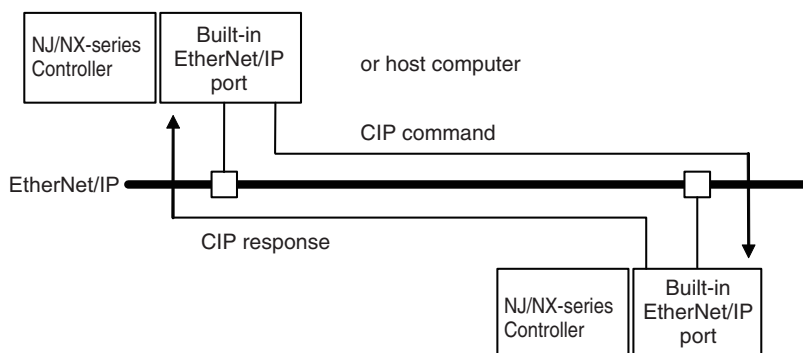 NJ/NX-series
Controller
Built-in
EtherNet/IP
port
or host computer
CIP command
EtherNet/IP
CIP response
NJ/NX-series
Controller
Built-in
EtherNet/IP
port